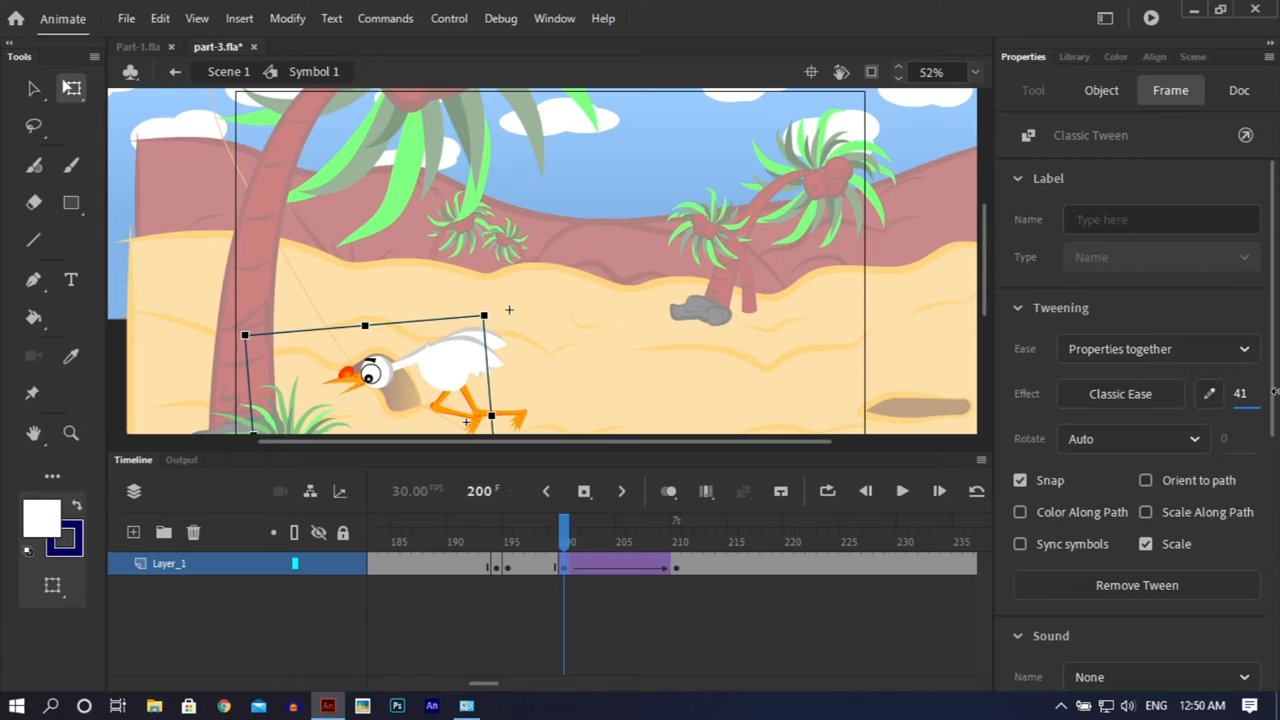 Animate File Edit View Insert Modify Text Commands Control Debug Window Help
Tools Part-1.fla part-3.fla* Properties Library Color Align Scene
Scene 1 Symbol 1 52% Tool Object Frame Doc
Classic Tween
Label
Name Type here
Type Name
Tweening
Ease Properties together
Effect Classic Ease 41
Rotate Auto 0
Snap Orient to path
Color Along Path Scale Along Path
Sync symbols Scale
Remove Tween
Sound
Name None
Timeline Output
30.00 FPS 200 F
7s
185 190 195 200 205 210 215 220 225 230 235
Layer_1
ENG 12:50 AM